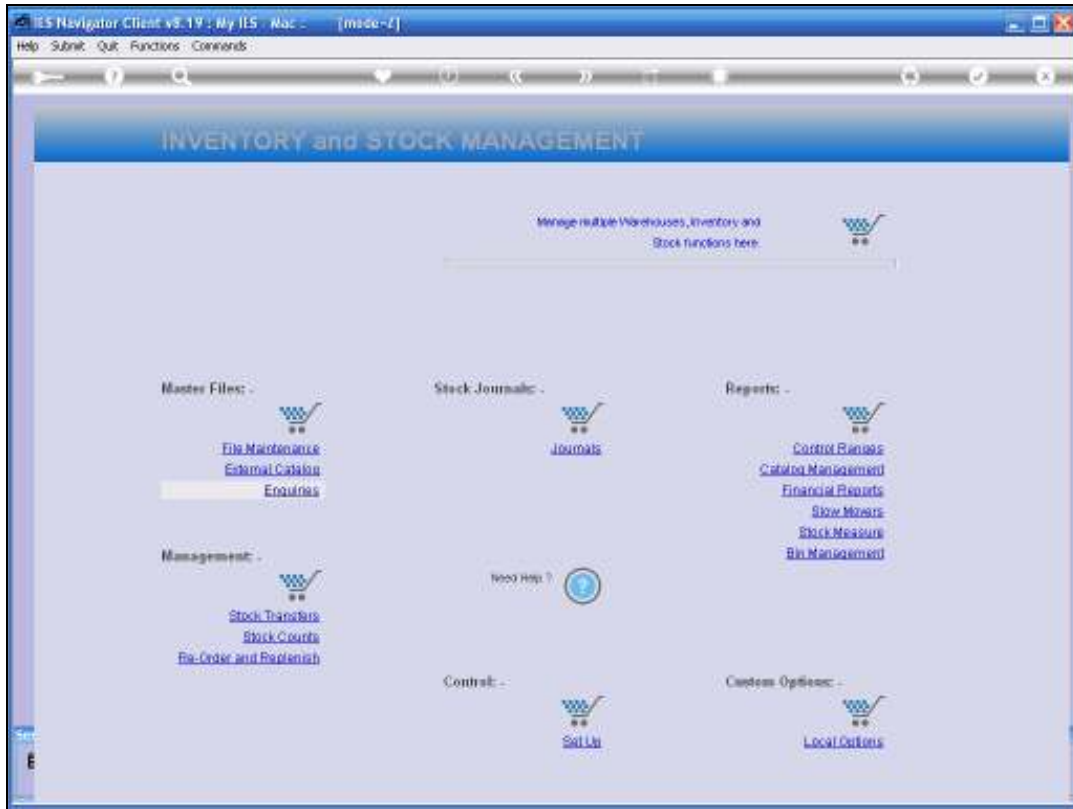 IES Navigator Client v8.19 : My IES - Mac -
Help Submit Quit Functions Commands
INVENTORY and STOCK MANAGEMENT
Manage multiple Warehouses, Inventory and
Stock functions here.
Master Files: -
File Maintenance
External Catalog
Enquiries
Stock Journals: -
Journals
Reports: -
Control Ranges
Catalog Management
Financial Reports
Slow Movers
Stock Measure
Bin Management
Management: -
Stock Transfers
Stock Counts
Re-Order and Replenish
Need Help ?
Control: -
Set Up
Custom Options: -
Local Options